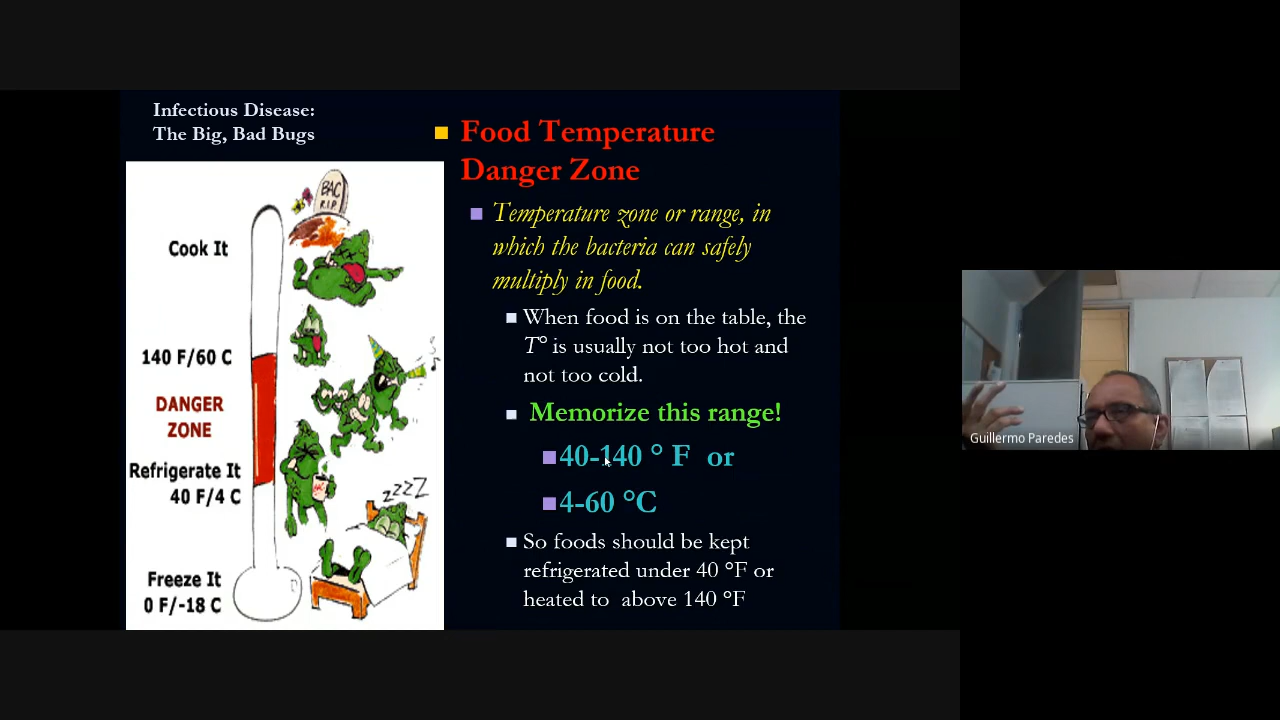 Infectious Disease:
The Big, Bad Bugs
Food Temperature
Danger Zone
Temperature zone or range, in
which the bacteria can safely
multiply in food.
When food is on the table, the
T° is usually not too hot and
not too cold.
Memorize this range!
40-140 ° F or
4-60 °C
So foods should be kept
refrigerated under 40 °F or
heated to above 140 °F
BAC
R.I.P.
Cook It
140 F/60 C
DANGER
ZONE
Refrigerate It
40 F/4 C
zzzZ
Freeze It
0 F/-18 C
Guillermo Paredes